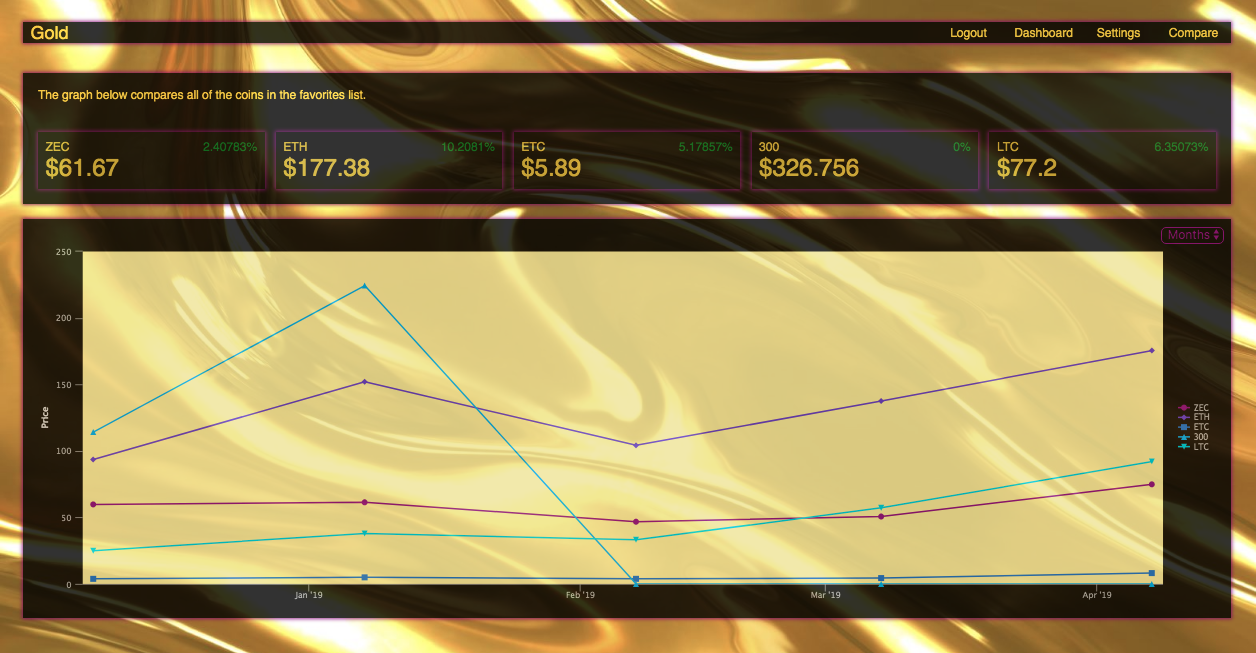 Gold
Logout Dashboard Settings Compare
The graph below compares all of the coins in the favorites list.
ZEC 2.40783%
$61.67
ETH 10.2081%
$177.38
ETC 5.17857%
$5.89
300 0%
$326.756
LTC 6.35073%
$77.2
Months
250
200
150
100
50
0
Price
Jan '19 Feb '19 Mar '19 Apr '19
ZEC
ETH
ETC
300
LTC